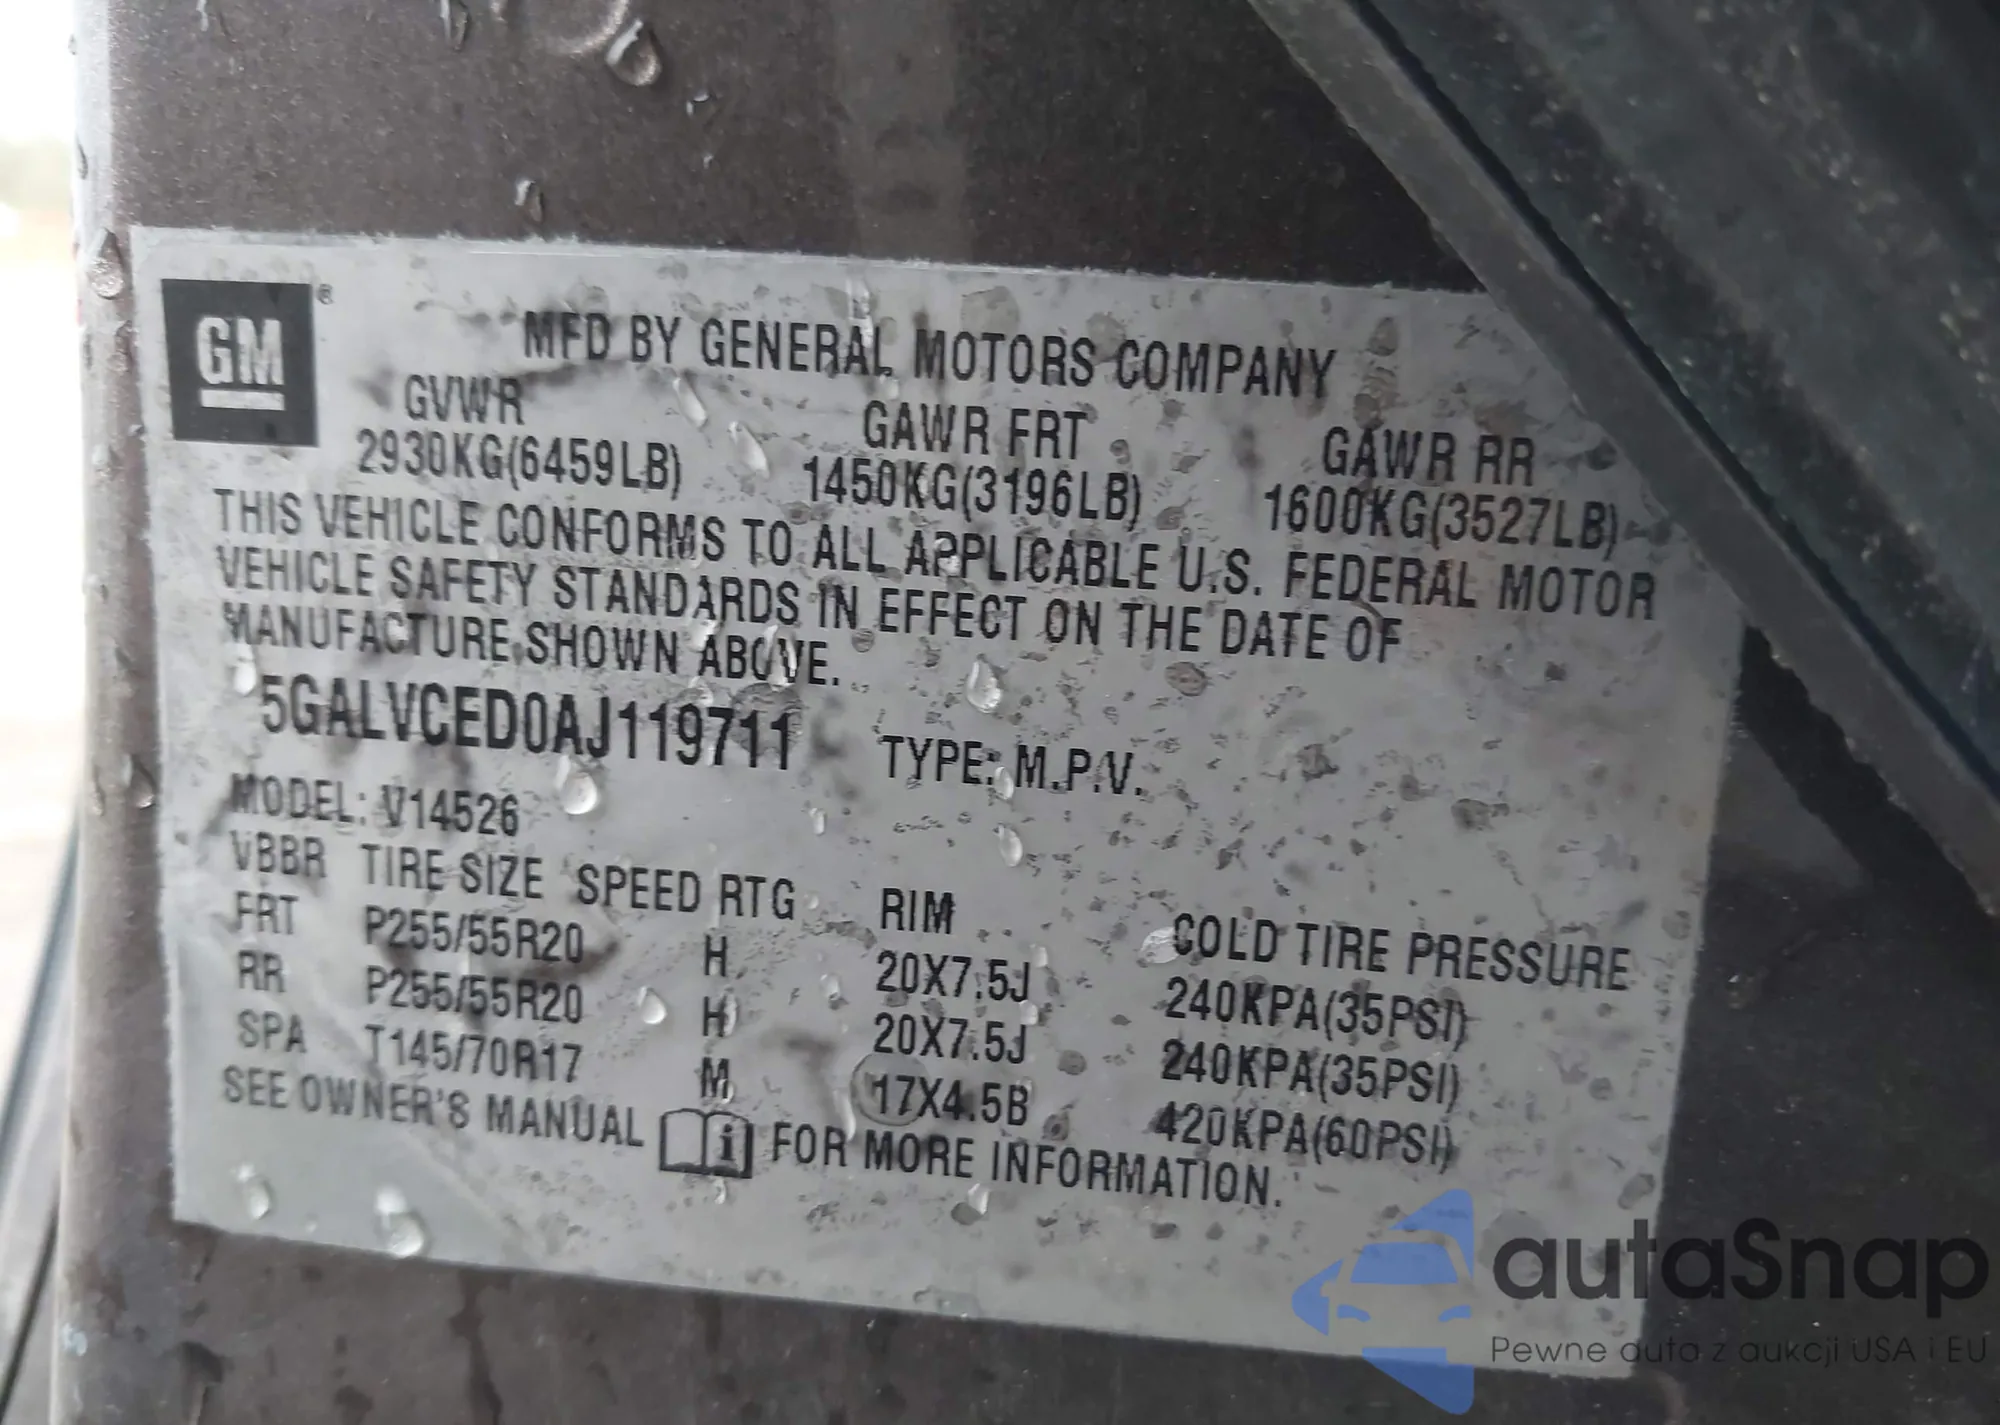 GM ®
MFD BY GENERAL MOTORS COMPANY
GVWR GAWR FRT GAWR RR
2930KG(6459LB) 1450KG(3196LB) 1600KG(3527LB)
THIS VEHICLE CONFORMS TO ALL APPLICABLE U.S. FEDERAL MOTOR
VEHICLE SAFETY STANDARDS IN EFFECT ON THE DATE OF
MANUFACTURE SHOWN ABOVE.
5GALVCED0AJ119711 TYPE: M.P.V.
MODEL: V14526
VBBR TIRE SIZE SPEED RTG RIM COLD TIRE PRESSURE
FRT P255/55R20 H 20X7.5J 240KPA(35PSI)
RR P255/55R20 H 20X7.5J 240KPA(35PSI)
SPA T145/70R17 M 17X4.5B 420KPA(60PSI)
SEE OWNER'S MANUAL i FOR MORE INFORMATION.
autaSnap
Pewne auta z aukcji USA i EU